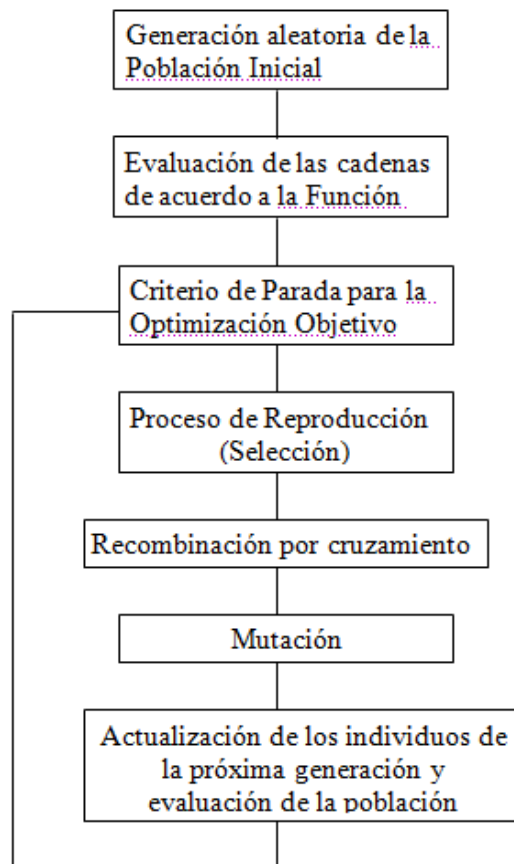 Generación aleatoria de la
Población Inicial
Evaluación de las cadenas
de acuerdo a la Función
Criterio de Parada para la
Optimización Objetivo
Proceso de Reproducción
(Selección)
Recombinación por cruzamiento
Mutación
Actualización de los individuos de
la próxima generación y
evaluación de la población